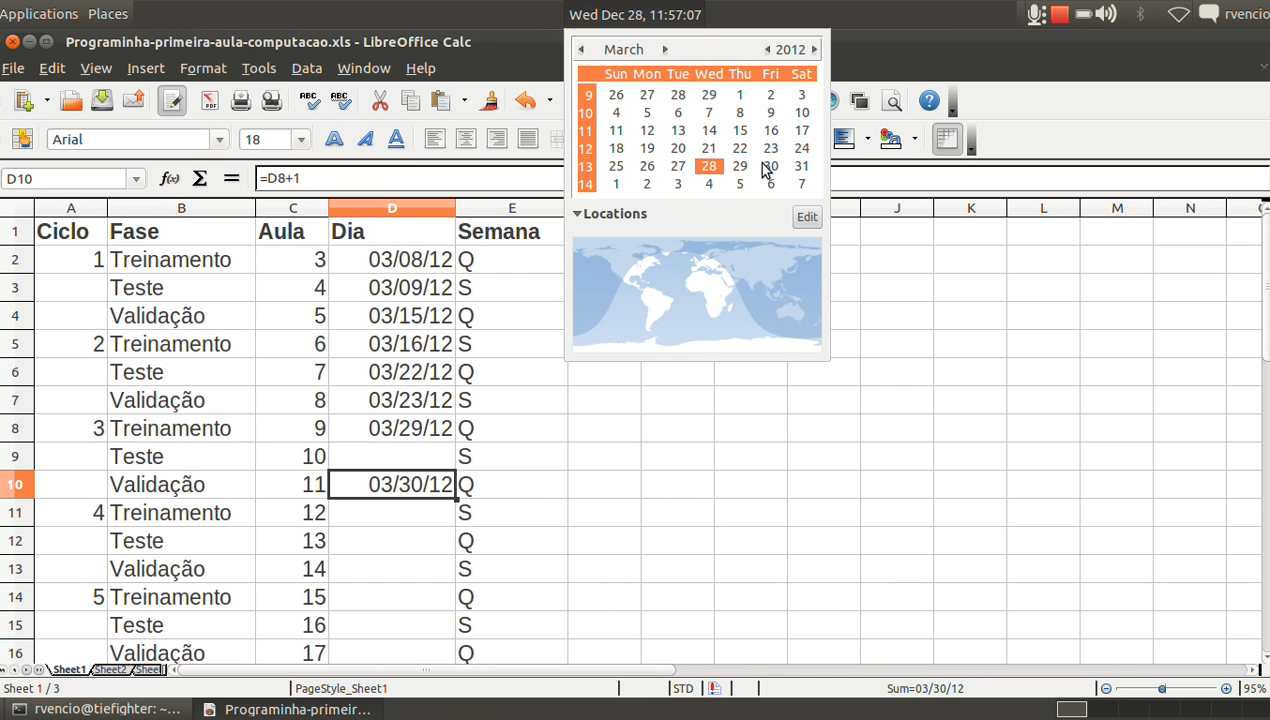 Applications Places
Wed Dec 28, 11:57:07
rvencio
Programinha-primeira-aula-computacao.xls - LibreOffice Calc
File Edit View Insert Format Tools Data Window Help
Arial 18
D10 =D8+1
March 2012
Sun Mon Tue Wed Thu Fri Sat
9 26 27 28 29 1 2 3
10 4 5 6 7 8 9 10
11 11 12 13 14 15 16 17
12 18 19 20 21 22 23 24
13 25 26 27 28 29 30 31
14 1 2 3 4 5 6 7
Locations Edit
A B C D E J K L M N
1 Ciclo Fase Aula Dia Semana
2 1 Treinamento 3 03/08/12 Q
3 Teste 4 03/09/12 S
4 Validação 5 03/15/12 Q
5 2 Treinamento 6 03/16/12 S
6 Teste 7 03/22/12 Q
7 Validação 8 03/23/12 S
8 3 Treinamento 9 03/29/12 Q
9 Teste 10 S
10 Validação 11 03/30/12 Q
11 4 Treinamento 12 S
12 Teste 13 Q
13 Validação 14 S
14 5 Treinamento 15 Q
15 Teste 16 S
16 Validação 17 Q
Sheet1 Sheet2 Sheet
Sheet 1 / 3 PageStyle_Sheet1 STD Sum=03/30/12 95%
rvencio@tiefighter: ~... Programinha-primeir...